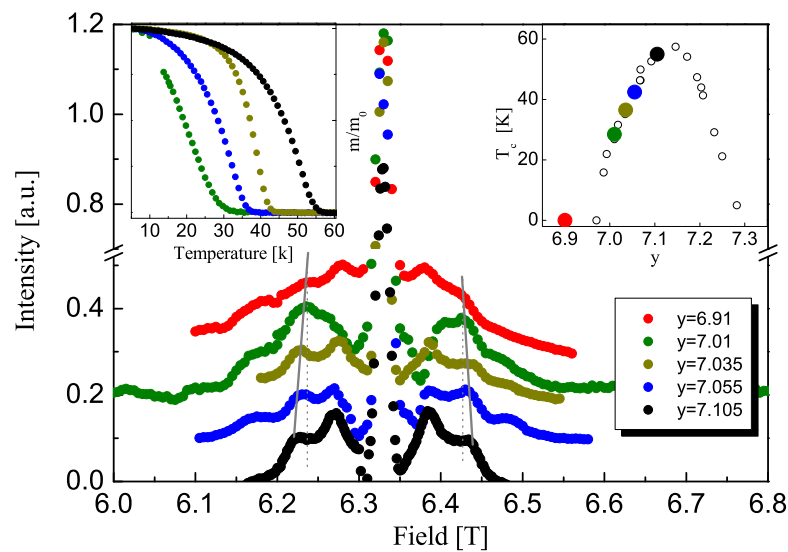 1.2
1.0
0.8
0.4
0.2
0.0
Intensity [a.u.]
6.0 6.1 6.2 6.3 6.4 6.5 6.6 6.7 6.8
Field [T]
m/m0
10 20 30 40 50 60
Temperature [k]
60
40
20
0
Tc [K]
6.9 7.0 7.1 7.2 7.3
y
y=6.91
y=7.01
y=7.035
y=7.055
y=7.105